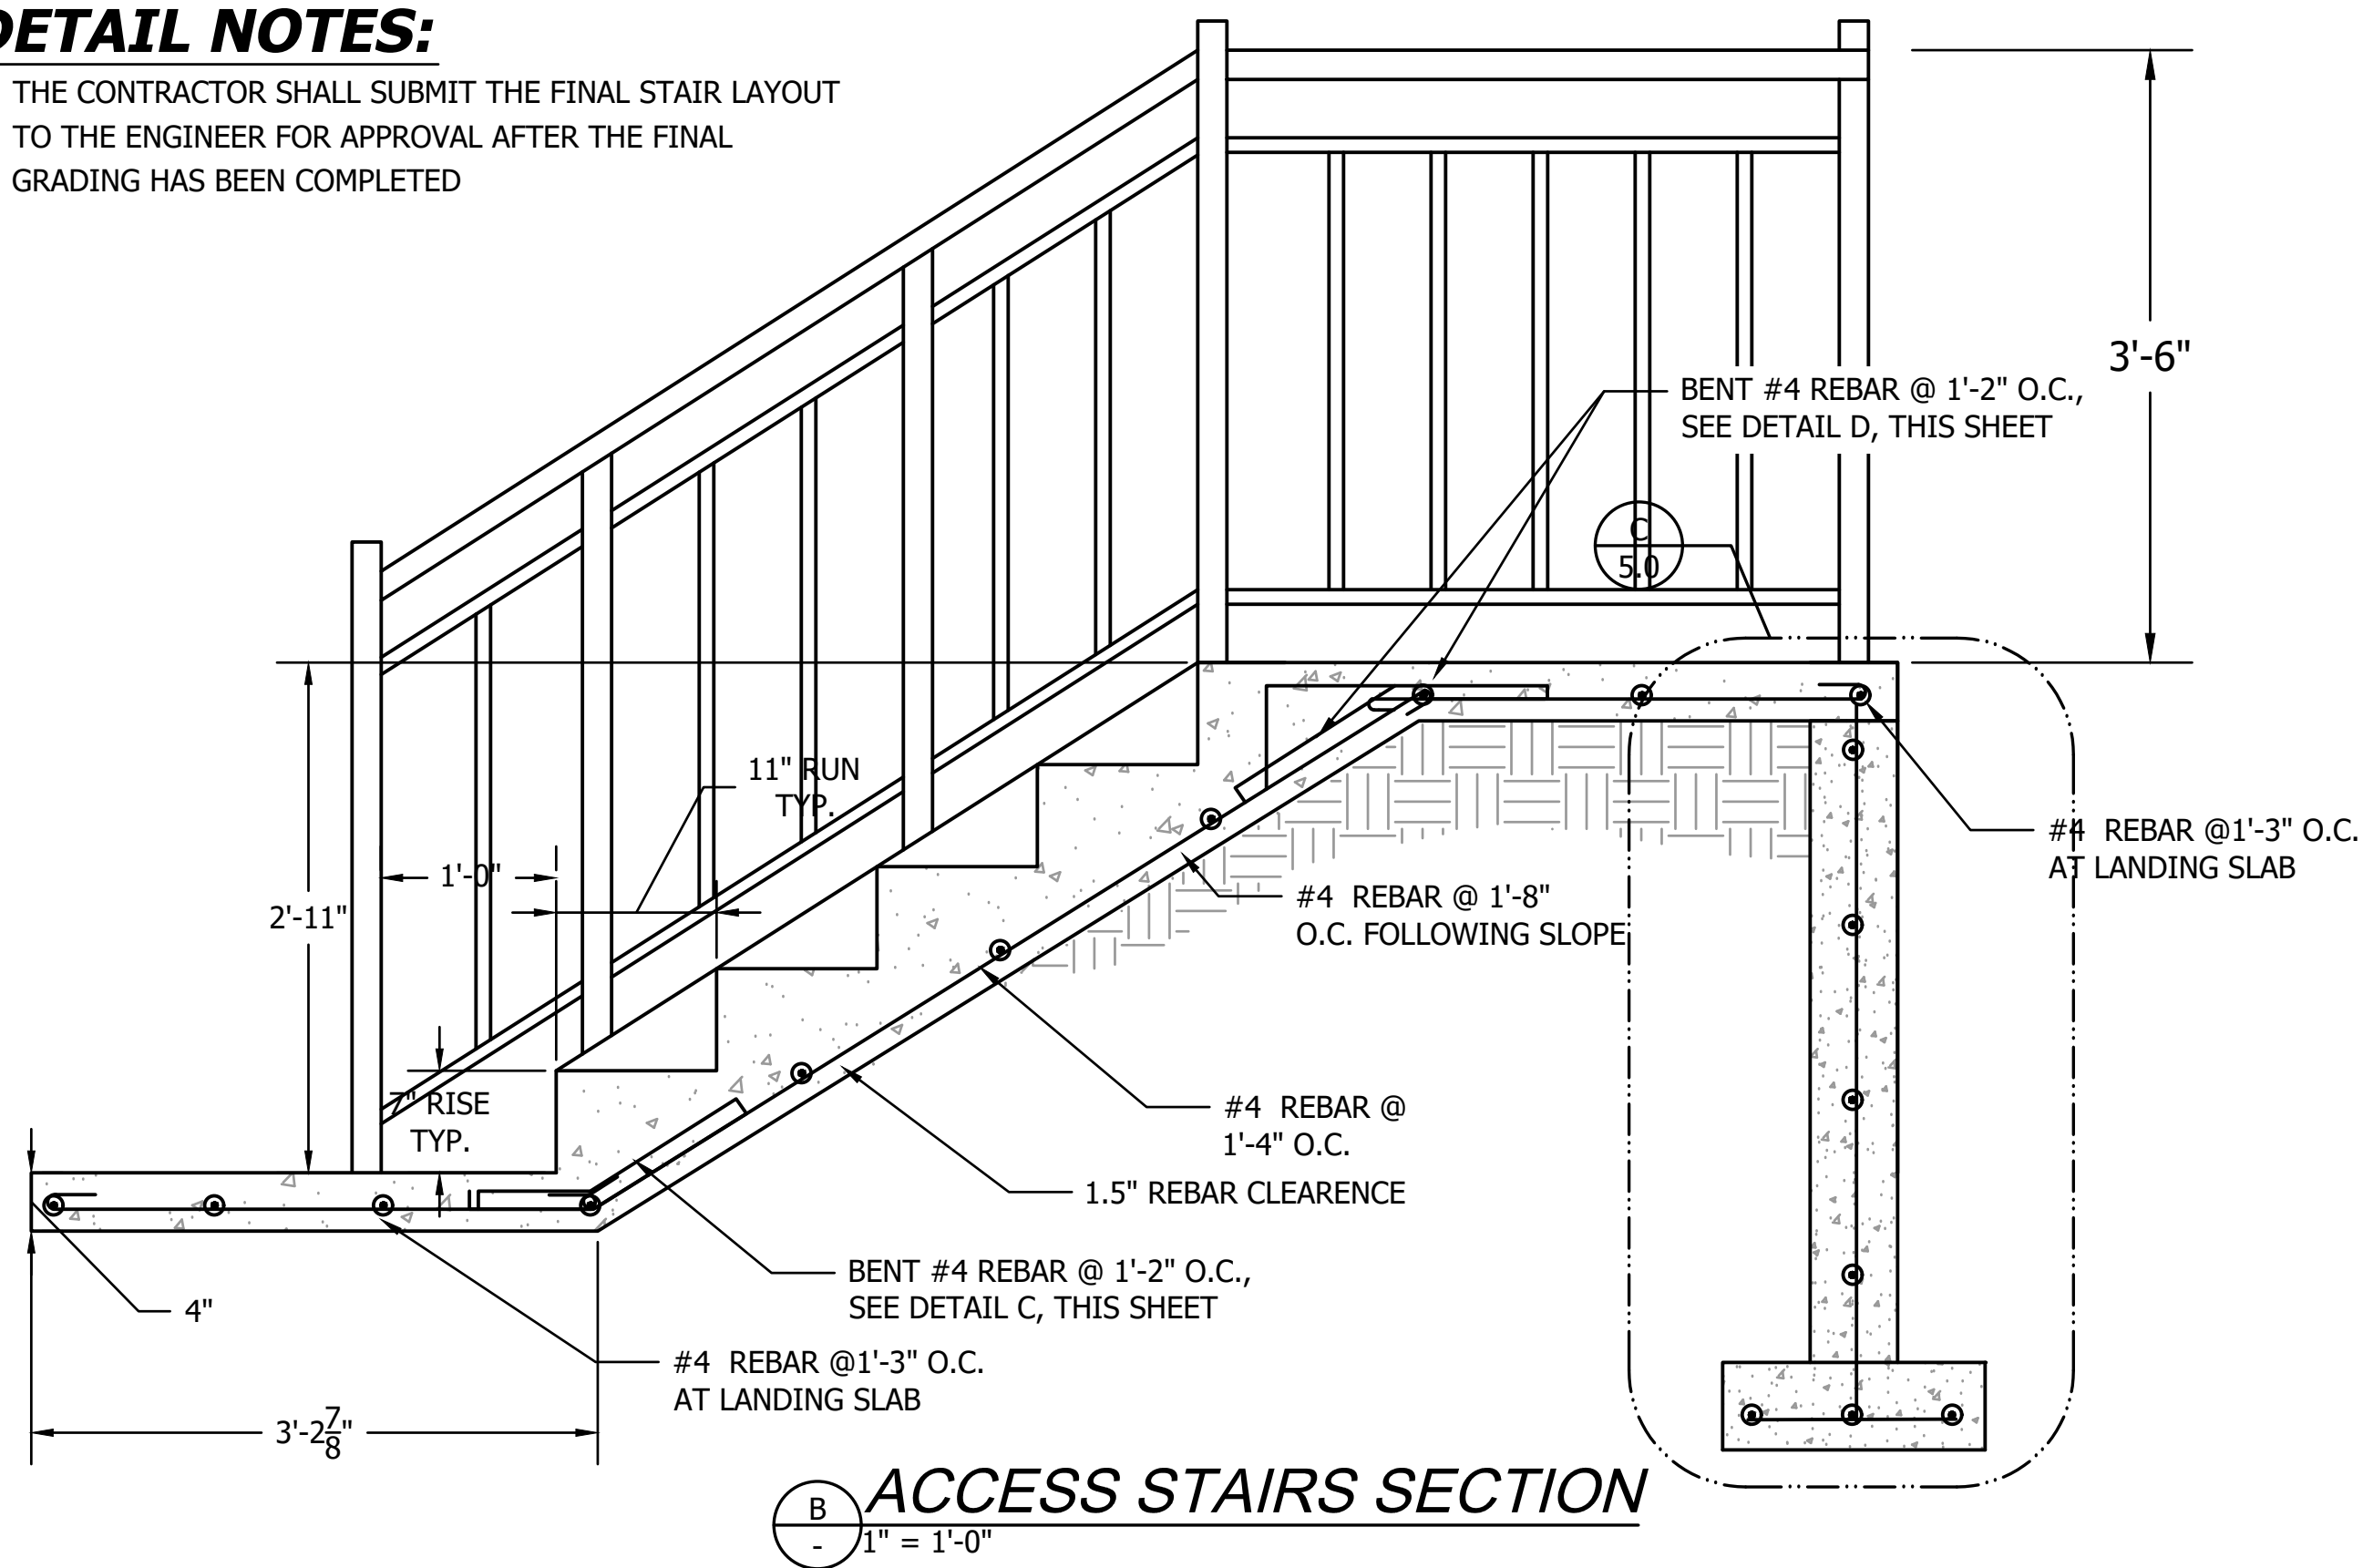 DETAIL NOTES:
THE CONTRACTOR SHALL SUBMIT THE FINAL STAIR LAYOUT
TO THE ENGINEER FOR APPROVAL AFTER THE FINAL
GRADING HAS BEEN COMPLETED
3'-6"
BENT #4 REBAR @ 1'-2" O.C.,
SEE DETAIL D, THIS SHEET
C
5.0
11" RUN
TYP.
1'-0"
2'-11"
#4 REBAR @1'-3" O.C.
AT LANDING SLAB
#4 REBAR @ 1'-8"
O.C. FOLLOWING SLOPE
7" RISE
TYP.
#4 REBAR @
1'-4" O.C.
1.5" REBAR CLEARENCE
BENT #4 REBAR @ 1'-2" O.C.,
SEE DETAIL C, THIS SHEET
4"
#4 REBAR @1'-3" O.C.
AT LANDING SLAB
3'-2 7/8"
B
-
ACCESS STAIRS SECTION
1" = 1'-0"